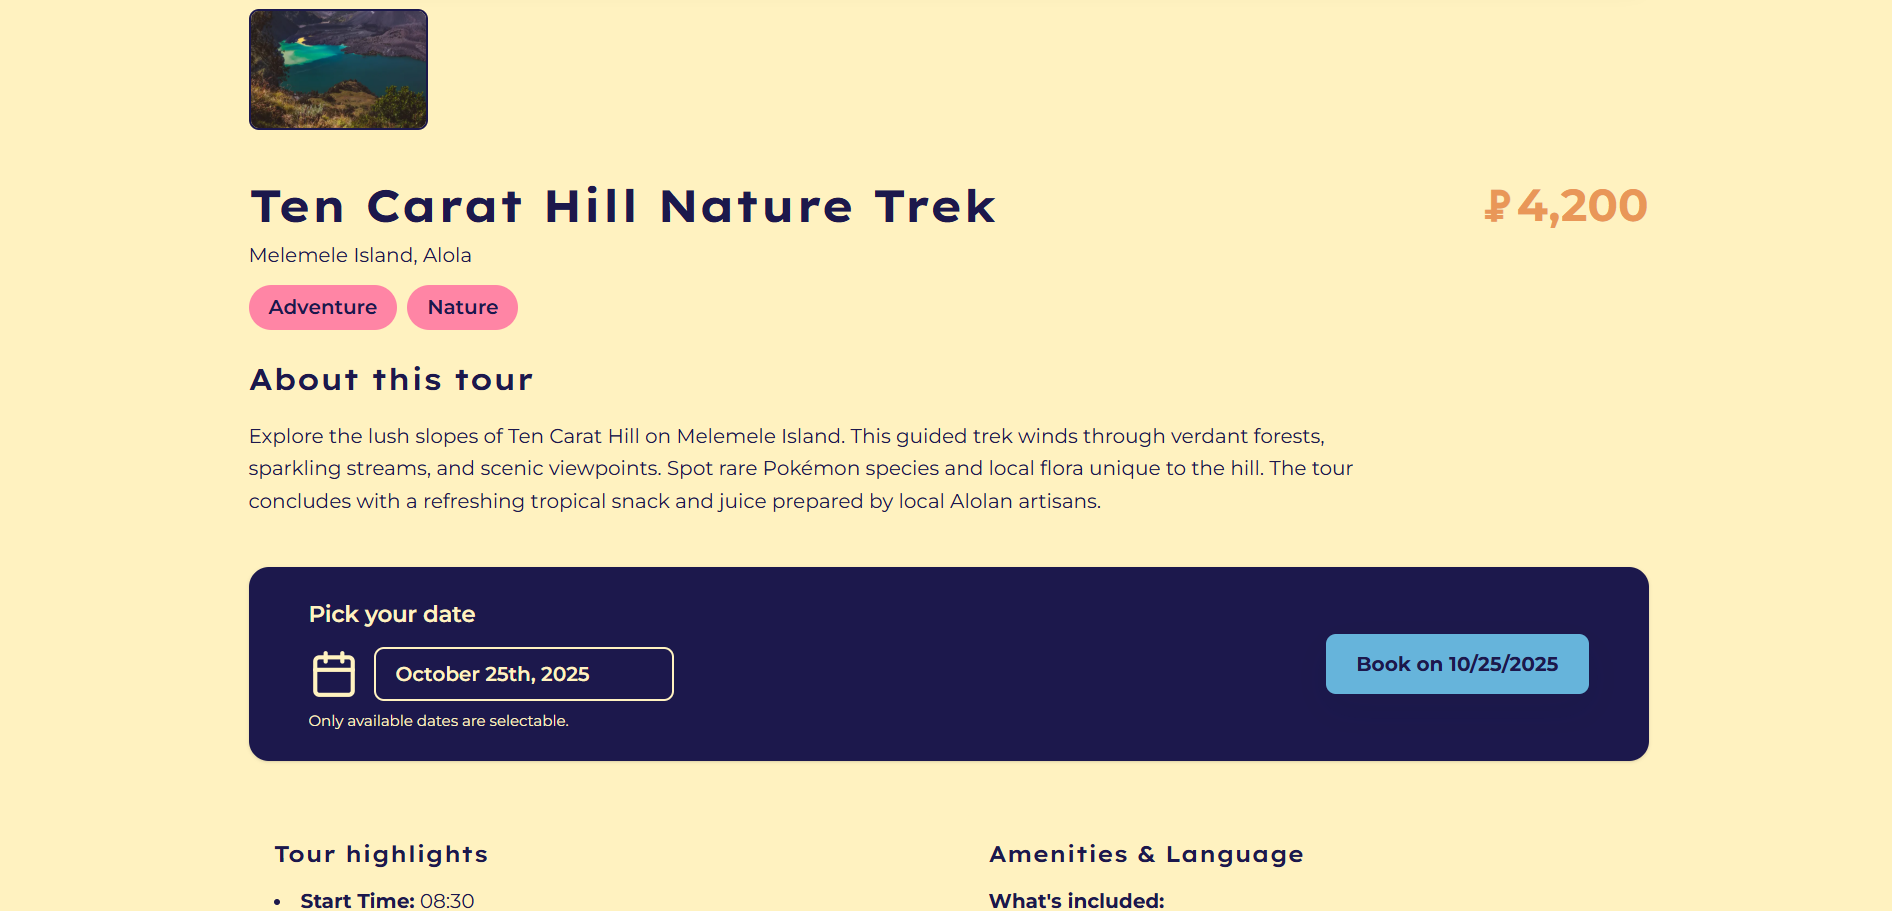 Ten Carat Hill Nature Trek
₽4,200
Melemele Island, Alola
Adventure
Nature
About this tour
Explore the lush slopes of Ten Carat Hill on Melemele Island. This guided trek winds through verdant forests,
sparkling streams, and scenic viewpoints. Spot rare Pokémon species and local flora unique to the hill. The tour
concludes with a refreshing tropical snack and juice prepared by local Alolan artisans.
Pick your date
October 25th, 2025
Only available dates are selectable.
Book on 10/25/2025
Tour highlights
• Start Time: 08:30
Amenities & Language
What's included: